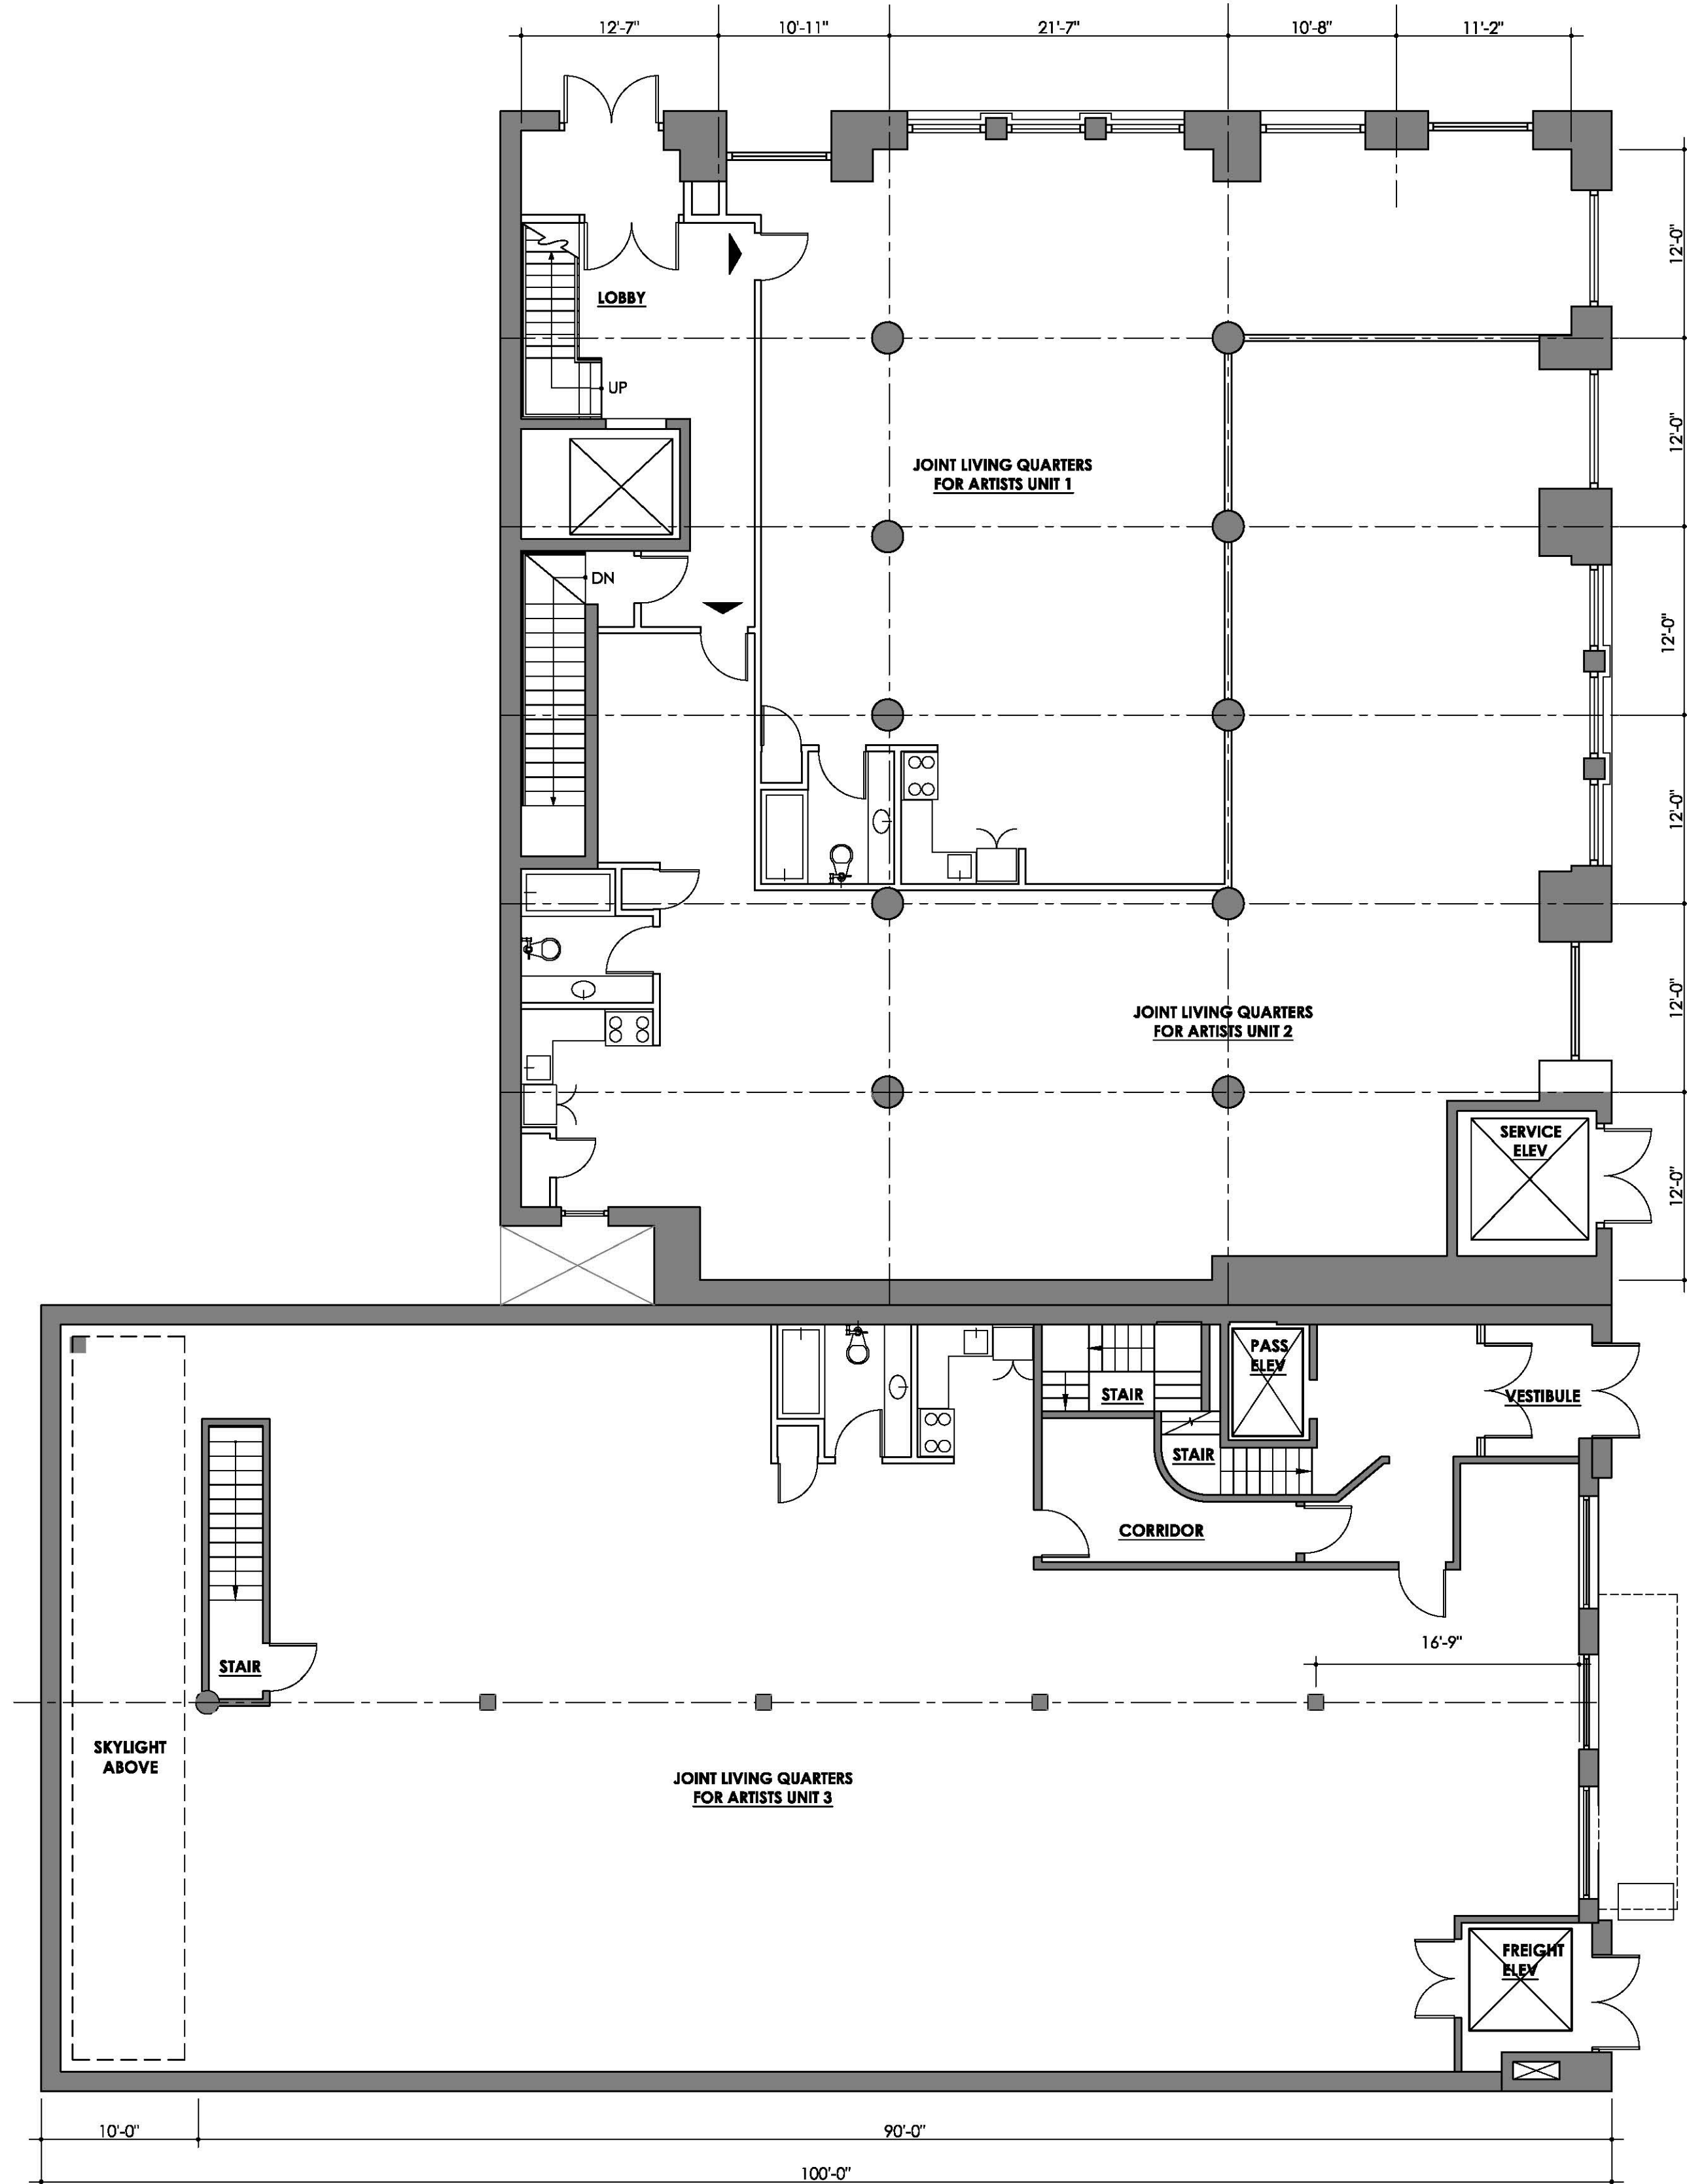 12'-7"
10'-11"
21'-7"
10'-8"
11'-2"
12'-0"
LOBBY
UP
12'-0"
JOINT LIVING QUARTERS
FOR ARTISTS UNIT 1
DN
12'-0"
12'-0"
12'-0"
JOINT LIVING QUARTERS
FOR ARTISTS UNIT 2
SERVICE
ELEV
12'-0"
PASS
ELEV
STAIR
VESTIBULE
STAIR
CORRIDOR
16'-9"
STAIR
SKYLIGHT
ABOVE
JOINT LIVING QUARTERS
FOR ARTISTS UNIT 3
FREIGHT
ELEV
10'-0"
90'-0"
100'-0"